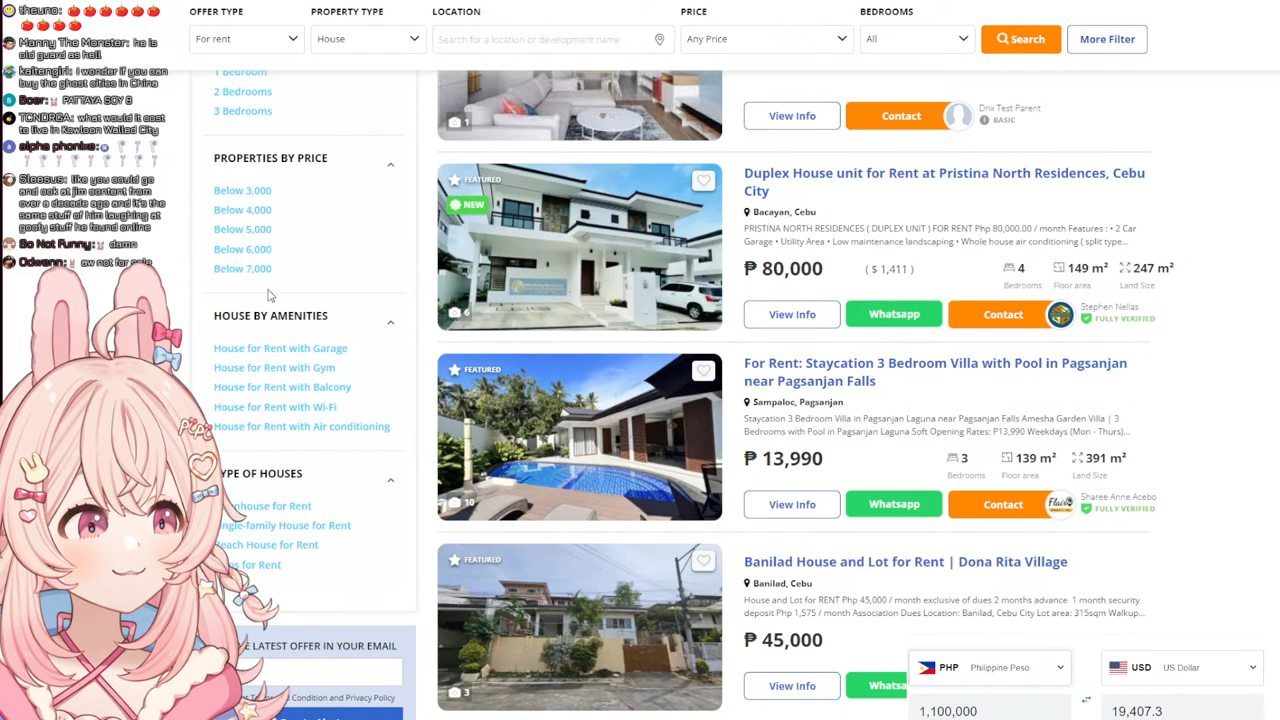 theuno:
Manny The Monster: he is
old guard as hell
kaitengirl: I wonder if you can
buy the ghost cities in China
Boer: PATTAYA SOY 8
TCNDRGA: what would it cost
to live in Kowloon Walled City
alpha phonixe:
Sleesus: like you could go
and ook at jim content from
over a decade ago and it's the
same stuff of him laughing at
goofy stuff he found online
So Not Funny: damn
Odwenn: aw not for sale
OFFER TYPE
For rent
PROPERTY TYPE
House
LOCATION
Search for a location or development name
PRICE
Any Price
BEDROOMS
All
Search
More Filter
1 Bedroom
2 Bedrooms
3 Bedrooms
PROPERTIES BY PRICE
Below 3,000
Below 4,000
Below 5,000
Below 6,000
Below 7,000
HOUSE BY AMENITIES
House for Rent with Garage
House for Rent with Gym
House for Rent with Balcony
House for Rent with Wi-Fi
House for Rent with Air conditioning
YPE OF HOUSES
nhouse for Rent
ngle-family House for Rent
each House for Rent
s for Rent
E LATEST OFFER IN YOUR EMAIL
Condition and Privacy Policy
PiPi
1
View Info
Contact
Drix Test Parent
BASIC
FEATURED
NEW
6
Duplex House unit for Rent at Pristina North Residences, Cebu
City
Bacayan, Cebu
PRISTINA NORTH RESIDENCES ( DUPLEX UNIT ) FOR RENT Php 80,000.00 / month Features : • 2 Car
Garage • Utility Area • Low maintenance landscaping • Whole house air conditioning ( split type...
₱ 80,000
( $ 1,411 )
4
149 m²
247 m²
Bedrooms
Floor area
Land Size
View Info
Whatsapp
Contact
Stephen Nellas
FULLY VERIFIED
FEATURED
10
For Rent: Staycation 3 Bedroom Villa with Pool in Pagsanjan
near Pagsanjan Falls
Sampaloc, Pagsanjan
Staycation 3 Bedroom Villa in Pagsanjan Laguna near Pagsanjan Falls Amesha Garden Villa | 3
Bedrooms with Pool in Pagsanjan Laguna Soft Opening Rates: P13,990 Weekdays (Mon - Thurs)...
₱ 13,990
3
139 m²
391 m²
Bedrooms
Floor area
Land Size
View Info
Whatsapp
Contact
Flair
Sharee Anne Acebo
FULLY VERIFIED
FEATURED
3
Banilad House and Lot for Rent | Dona Rita Village
Banilad, Cebu
House and Lot for RENT Php 45,000 / month exclusive of dues 2 months advance 1 month security
deposit Php 1,575 / month Association Dues Location: Banilad, Cebu City Lot area: 315sqm Walkup...
₱ 45,000
View Info
Whatsa
PHP Philippine Peso
USD US Dollar
1,100,000
19,407.3